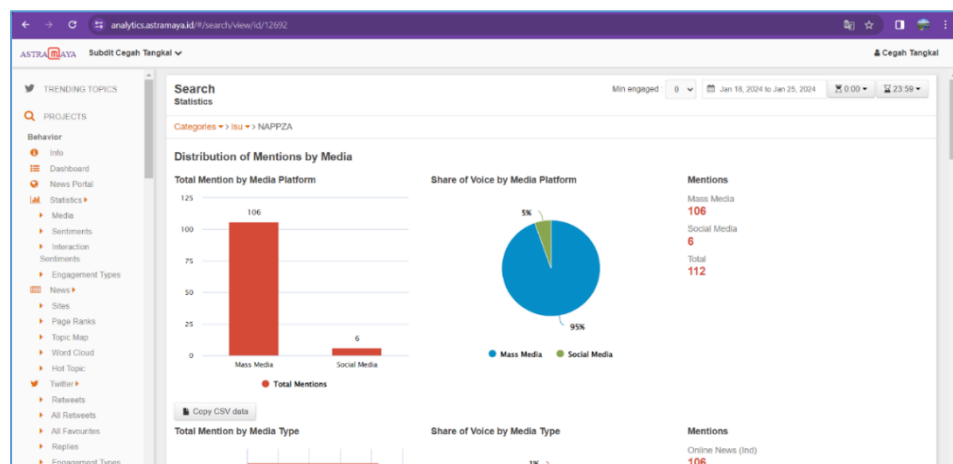 analytics.astramaya.id/#/search/view/id/12692
ASTRAMAYA Subdit Cegah Tangkal
Cegah Tangkal
TRENDING TOPICS
PROJECTS
Behavior
Info
Dashboard
News Portal
Statistics
Media
Sentiments
Interaction
Sentiments
Engagement Types
News
Sites
Page Ranks
Topic Map
Word Cloud
Hot Topic
Twitter
Retweets
All Retweets
All Favourites
Replies
Engagement Types
Search
Statistics
Min engaged 0 Jan 18, 2024 to Jan 25, 2024 0:00 23:59
Categories > Isu > NAPPZA
Distribution of Mentions by Media
Total Mention by Media Platform
125
100
75
50
25
0
106
6
Mass Media Social Media
Total Mentions
Copy CSV data
Share of Voice by Media Platform
5%
95%
Mass Media Social Media
Mentions
Mass Media
106
Social Media
6
Total
112
Total Mention by Media Type
Share of Voice by Media Type
1%
Mentions
Online News (Ind)
106